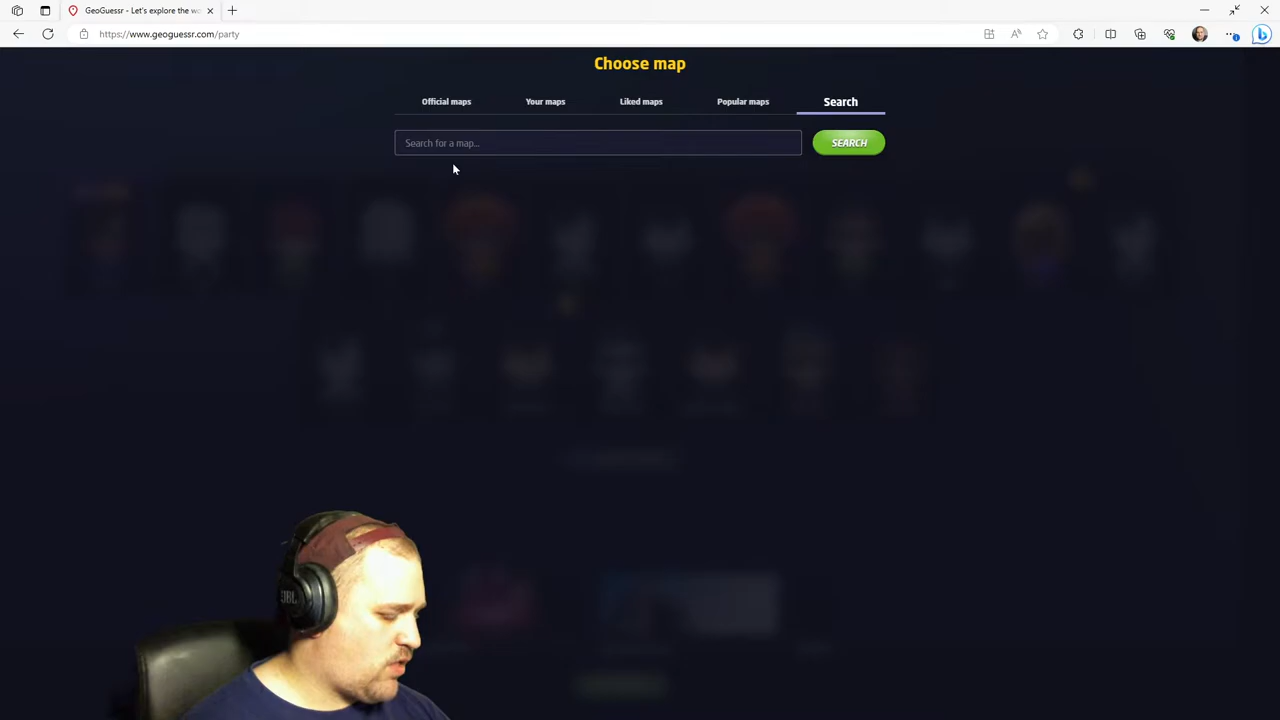 GeoGuessr - Let's explore the wo
https://www.geoguessr.com/party
Choose map
Official maps Your maps Liked maps Popular maps Search
Search for a map... SEARCH
JBL